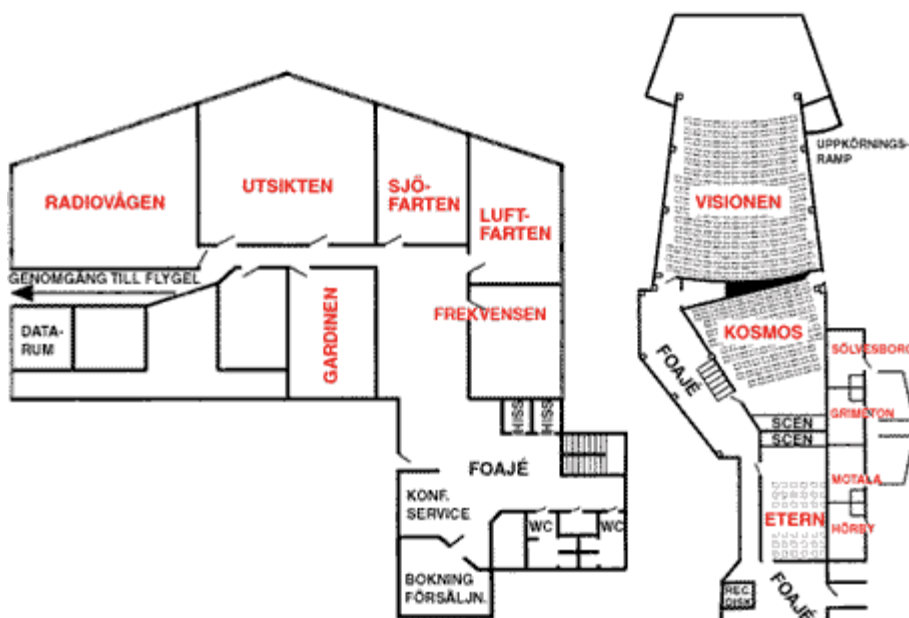 RADIOVÅGEN
UTSIKTEN
SJÖ-
FARTEN
LUFT-
FARTEN
GENOMGÅNG TILL FLYGEL
DATA-
RUM
GARDINEN
FREKVENSEN
HISS
HISS
FOAJÉ
KONF.
SERVICE
WC
WC
BOKNING
FÖRSÄLJN.
UPPKÖRNINGS-
RAMP
VISIONEN
KOSMOS
FOAJÉ
SÖLVESBORG
GRIMETON
SCEN
SCEN
MOTALA
ETERN
HÖRBY
REC.
DISK
FOAJÉ